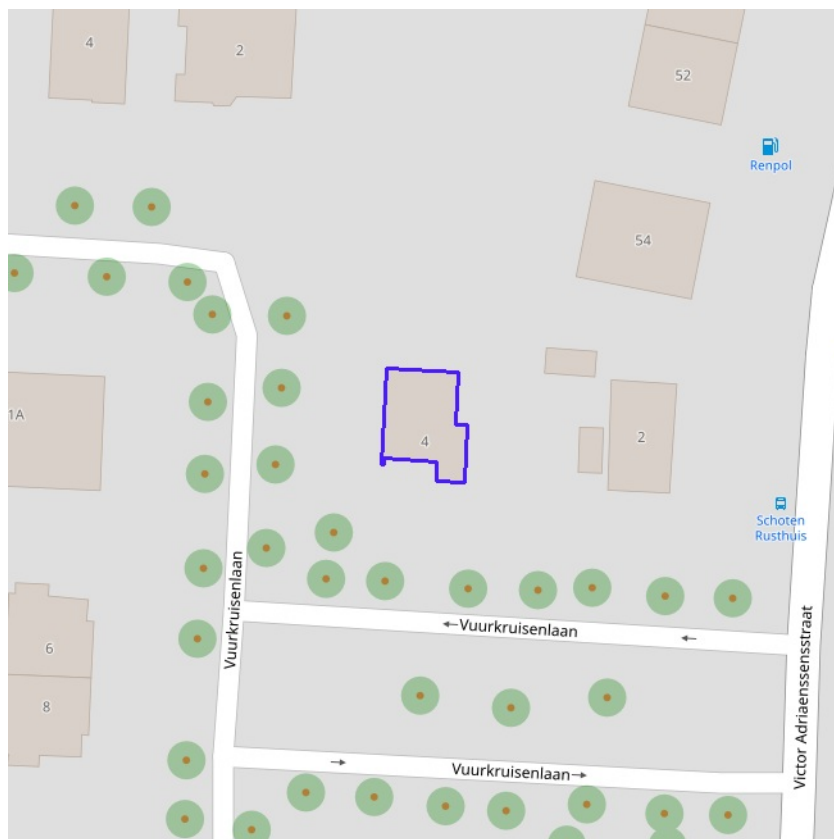 4
2
52
Renpol
54
1A
4
2
Schoten
Rusthuis
Vuurkruisenlaan
Vuurkruisenlaan
6
8
Victor Adriaenssensstraat
Vuurkruisenlaan